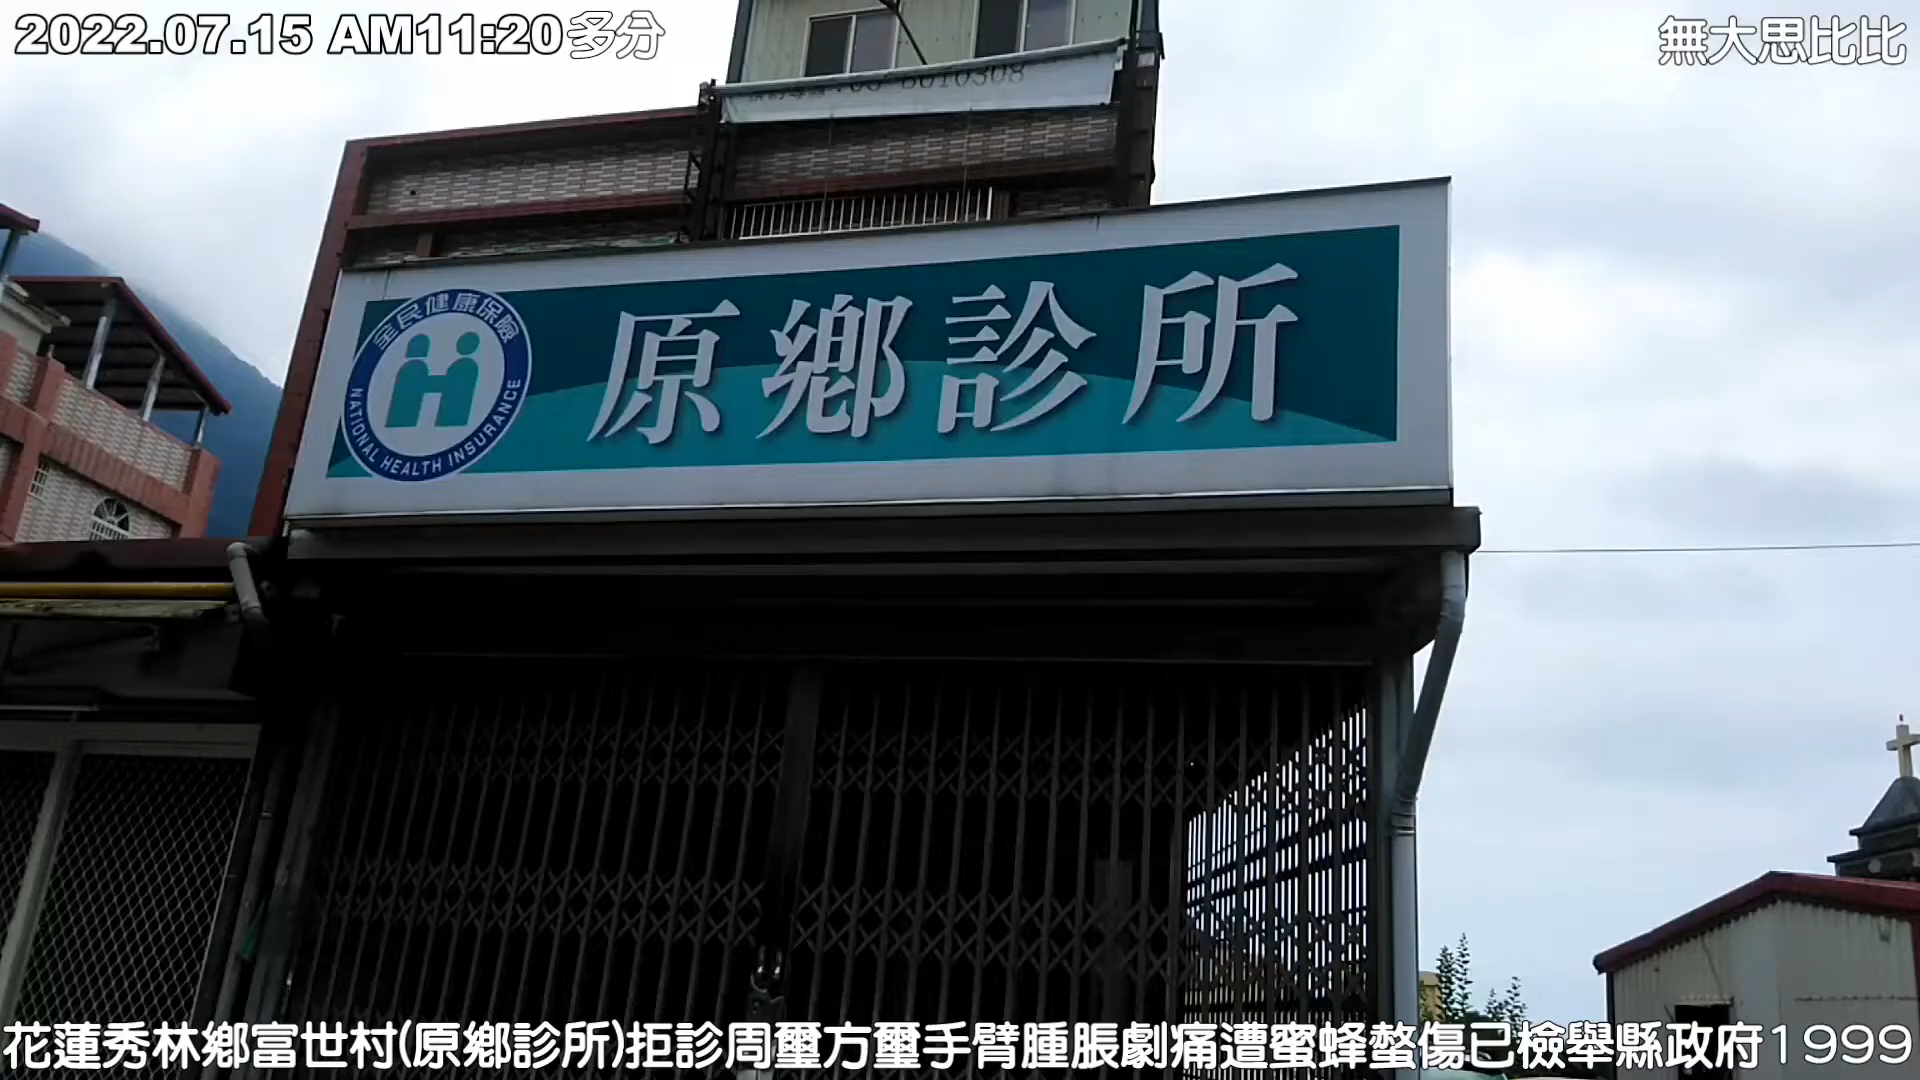 2022.07.15 AM11:20多分
無大思比比
全民健康保險
NATIONAL HEALTH INSURANCE
原鄉診所
花蓮秀林鄉富世村(原鄉診所)拒診周璽方璽手臂腫脹劇痛遭蜜蜂螫傷已檢舉縣政府1999